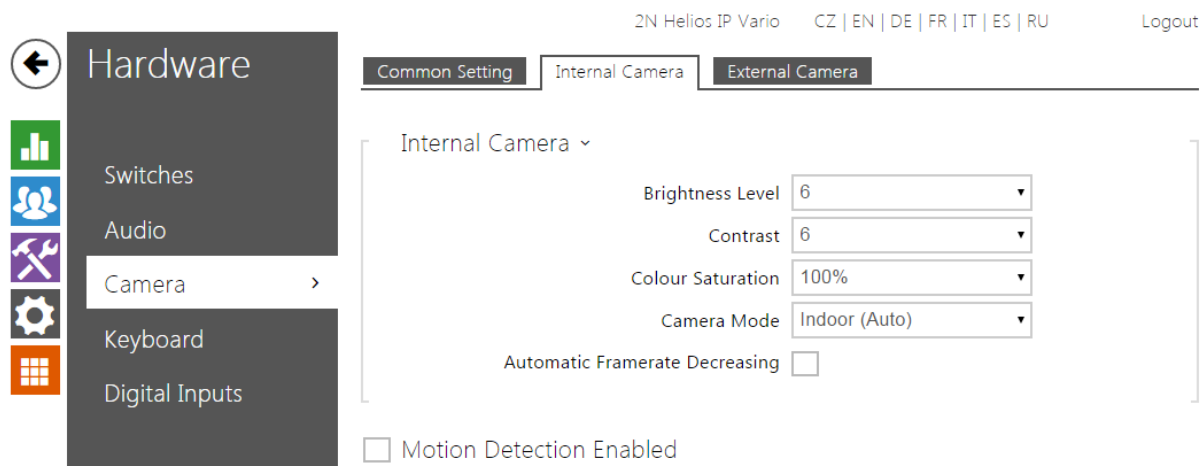 2N Helios IP Vario CZ | EN | DE | FR | IT | ES | RU Logout
Hardware
Switches
Audio
Camera
Keyboard
Digital Inputs
Common Setting Internal Camera External Camera
Internal Camera
Brightness Level 6
Contrast 6
Colour Saturation 100%
Camera Mode Indoor (Auto)
Automatic Framerate Decreasing
Motion Detection Enabled